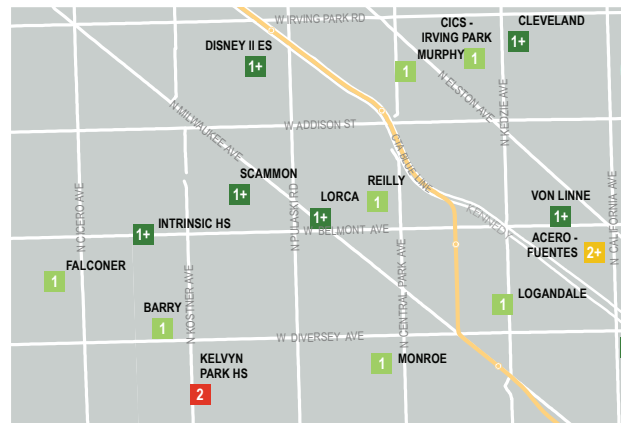 W IRVING PARK RD
CICS -
IRVING PARK
CLEVELAND
DISNEY II ES
MURPHY
1+
1
1
1+
N ELSTON AVE
N KEDZIE AVE
N MILWAUKEE AVE
W ADDISON ST
CTA BLUE LINE
SCAMMON
1+
N PULASKI RD
LORCA
1+
REILLY
1
KENNEDY
VON LINNE
1+
N CALIFORNIA AVE
N CICERO AVE
INTRINSIC HS
1+
W BELMONT AVE
ACERO -
FUENTES
2+
FALCONER
1
N KOSTNER AVE
N CENTRAL PARK AVE
LOGANDALE
1
BARRY
1
W DIVERSEY AVE
KELVYN
PARK HS
2
MONROE
1